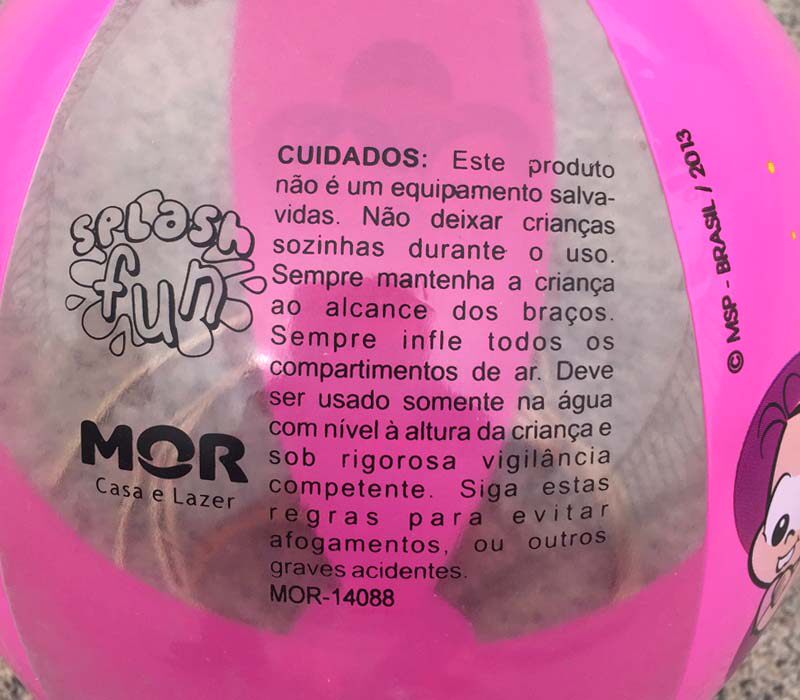 splash
fun
MOR
Casa e Lazer
CUIDADOS: Este produto
não é um equipamento salva-
vidas. Não deixar crianças
sozinhas durante o uso.
Sempre mantenha a criança
ao alcance dos braços.
Sempre infle todos os
compartimentos de ar. Deve
ser usado somente na água
com nível à altura da criança e
sob rigorosa vigilância
competente. Siga estas
regras para evitar
afogamentos, ou outros
graves acidentes.
MOR-14088
© MSP - BRASIL / 2013